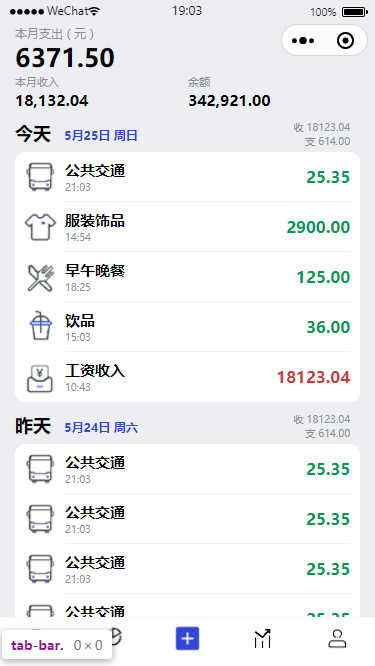 WeChat 19:03 100%
本月支出 ( 元 )
6371.50
本月收入 余额
18,132.04 342,921.00
今天 5月25日 周日 收 18123.04
支 614.00
公共交通 25.35
21:03
服装饰品 2900.00
14:54
早午晚餐 125.00
18:25
饮品 36.00
15:03
工资收入 18123.04
10:43
昨天 5月24日 周六 收 18123.04
支 614.00
公共交通 25.35
21:03
公共交通 25.35
21:03
公共交通 25.35
21:03
公共交通 25.35
tab-bar. 0 × 0